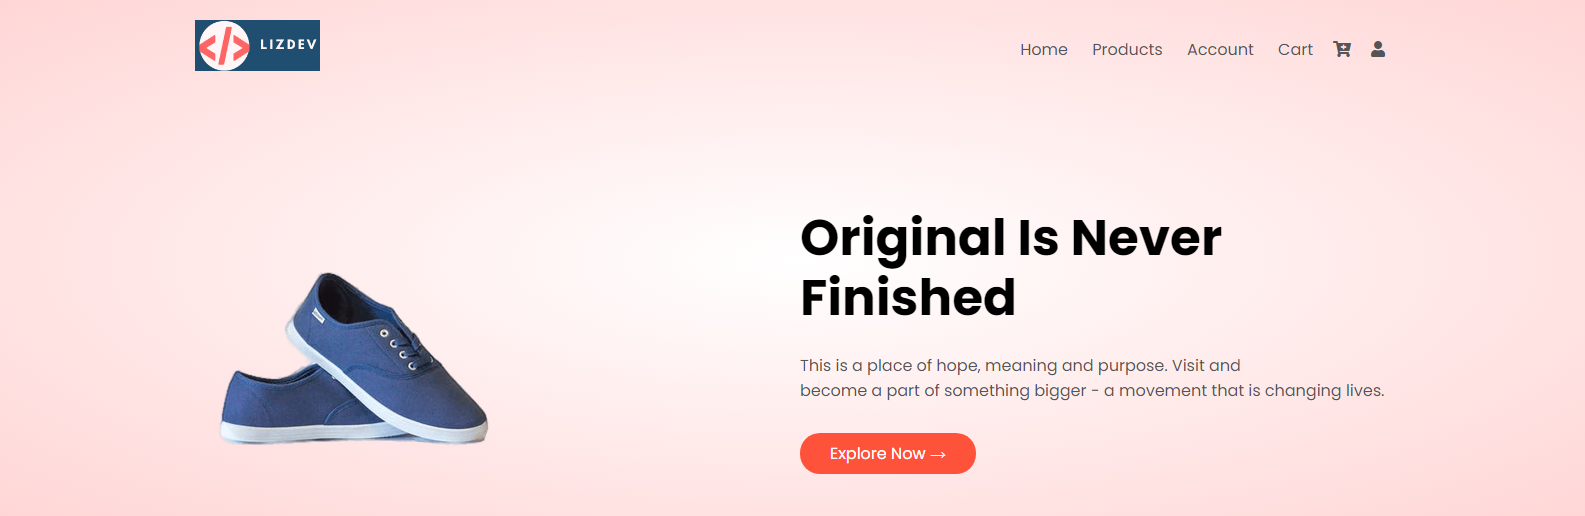 </> LIZDEV
Home Products Account Cart
Original Is Never
Finished
This is a place of hope, meaning and purpose. Visit and
become a part of something bigger - a movement that is changing lives.
Explore Now →